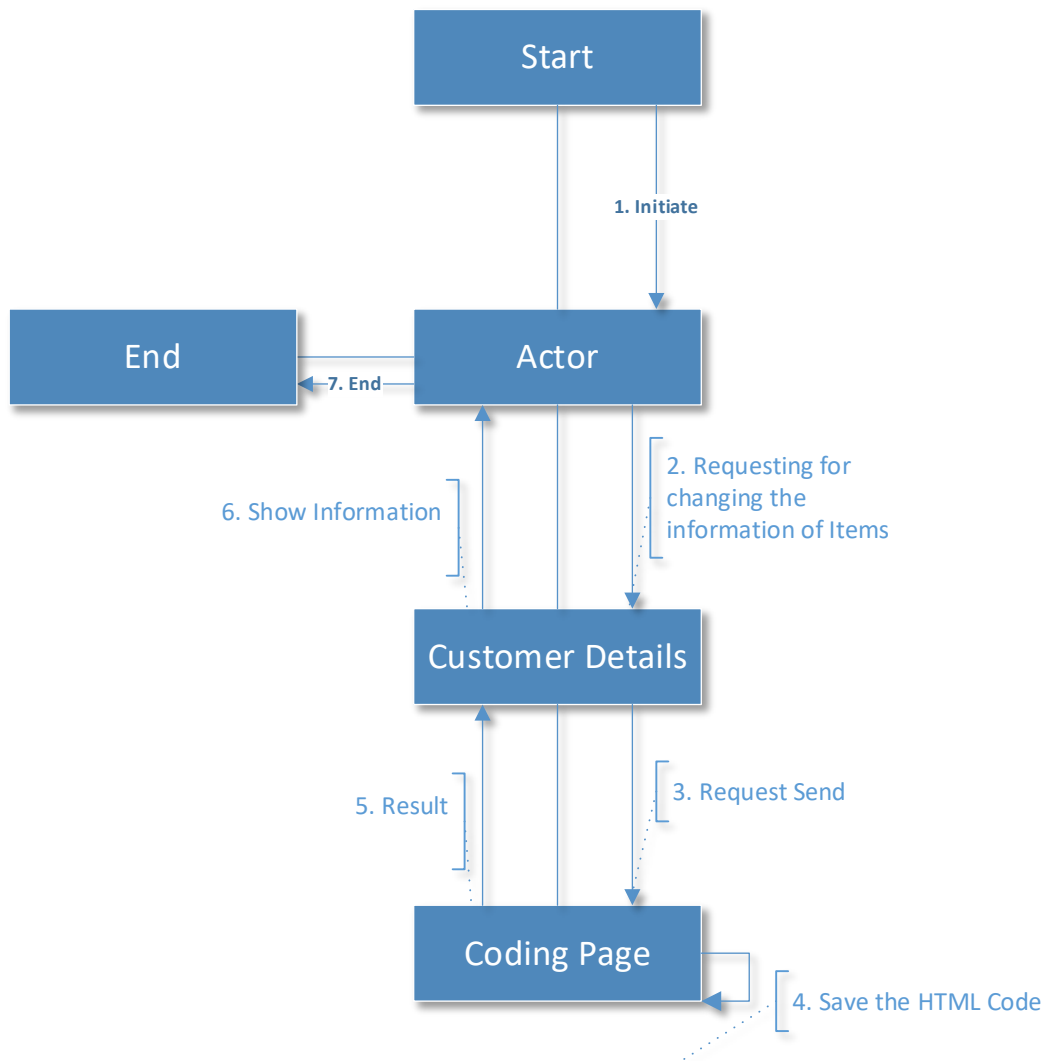 Start
1. Initiate
End
Actor
7. End
2. Requesting for
changing the
information of Items
6. Show Information
Customer Details
3. Request Send
5. Result
Coding Page
4. Save the HTML Code